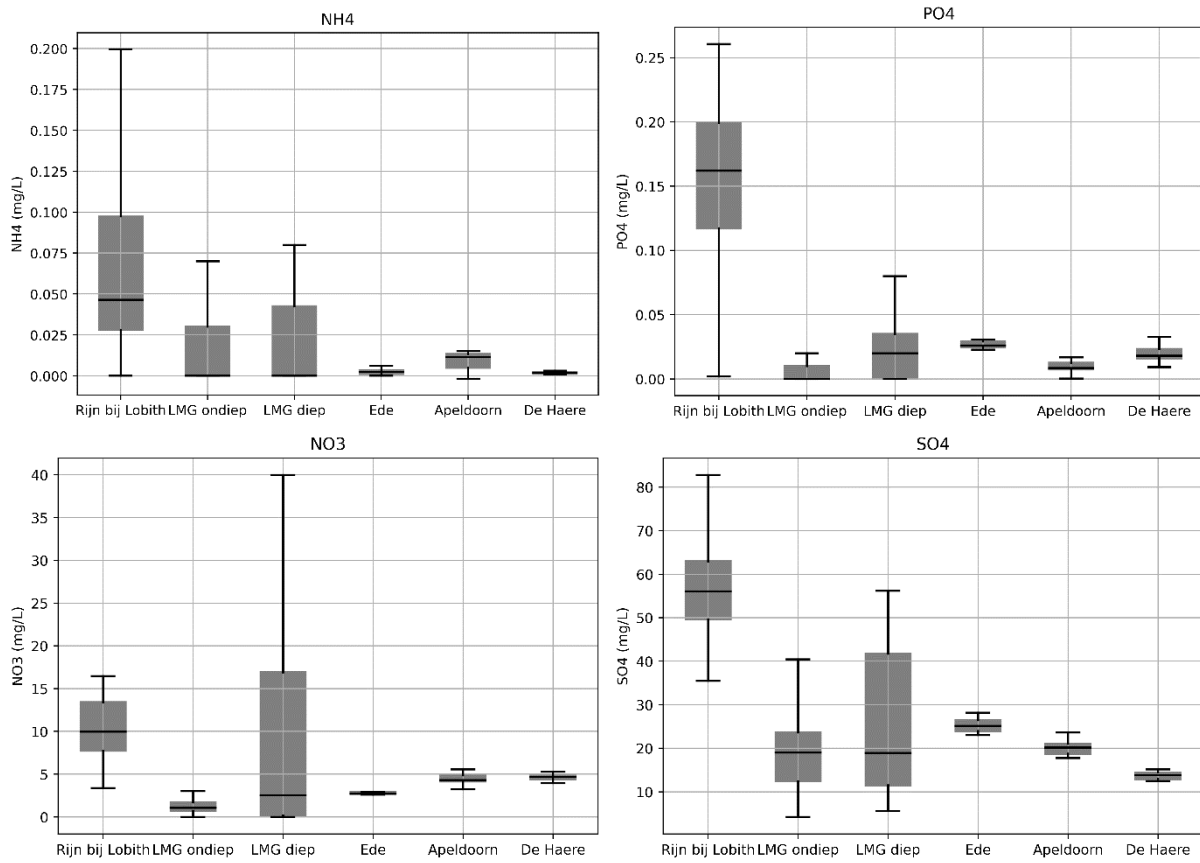 NH4
NH4 (mg/L)
0.200
0.175
0.150
0.125
0.100
0.075
0.050
0.025
0.000
Rijn bij Lobith LMG ondiep LMG diep Ede Apeldoorn De Haere
PO4
PO4 (mg/L)
0.25
0.20
0.15
0.10
0.05
0.00
Rijn bij Lobith LMG ondiep LMG diep Ede Apeldoorn De Haere
NO3
NO3 (mg/L)
40
35
30
25
20
15
10
5
0
Rijn bij Lobith LMG ondiep LMG diep Ede Apeldoorn De Haere
SO4
SO4 (mg/L)
80
70
60
50
40
30
20
10
Rijn bij Lobith LMG ondiep LMG diep Ede Apeldoorn De Haere